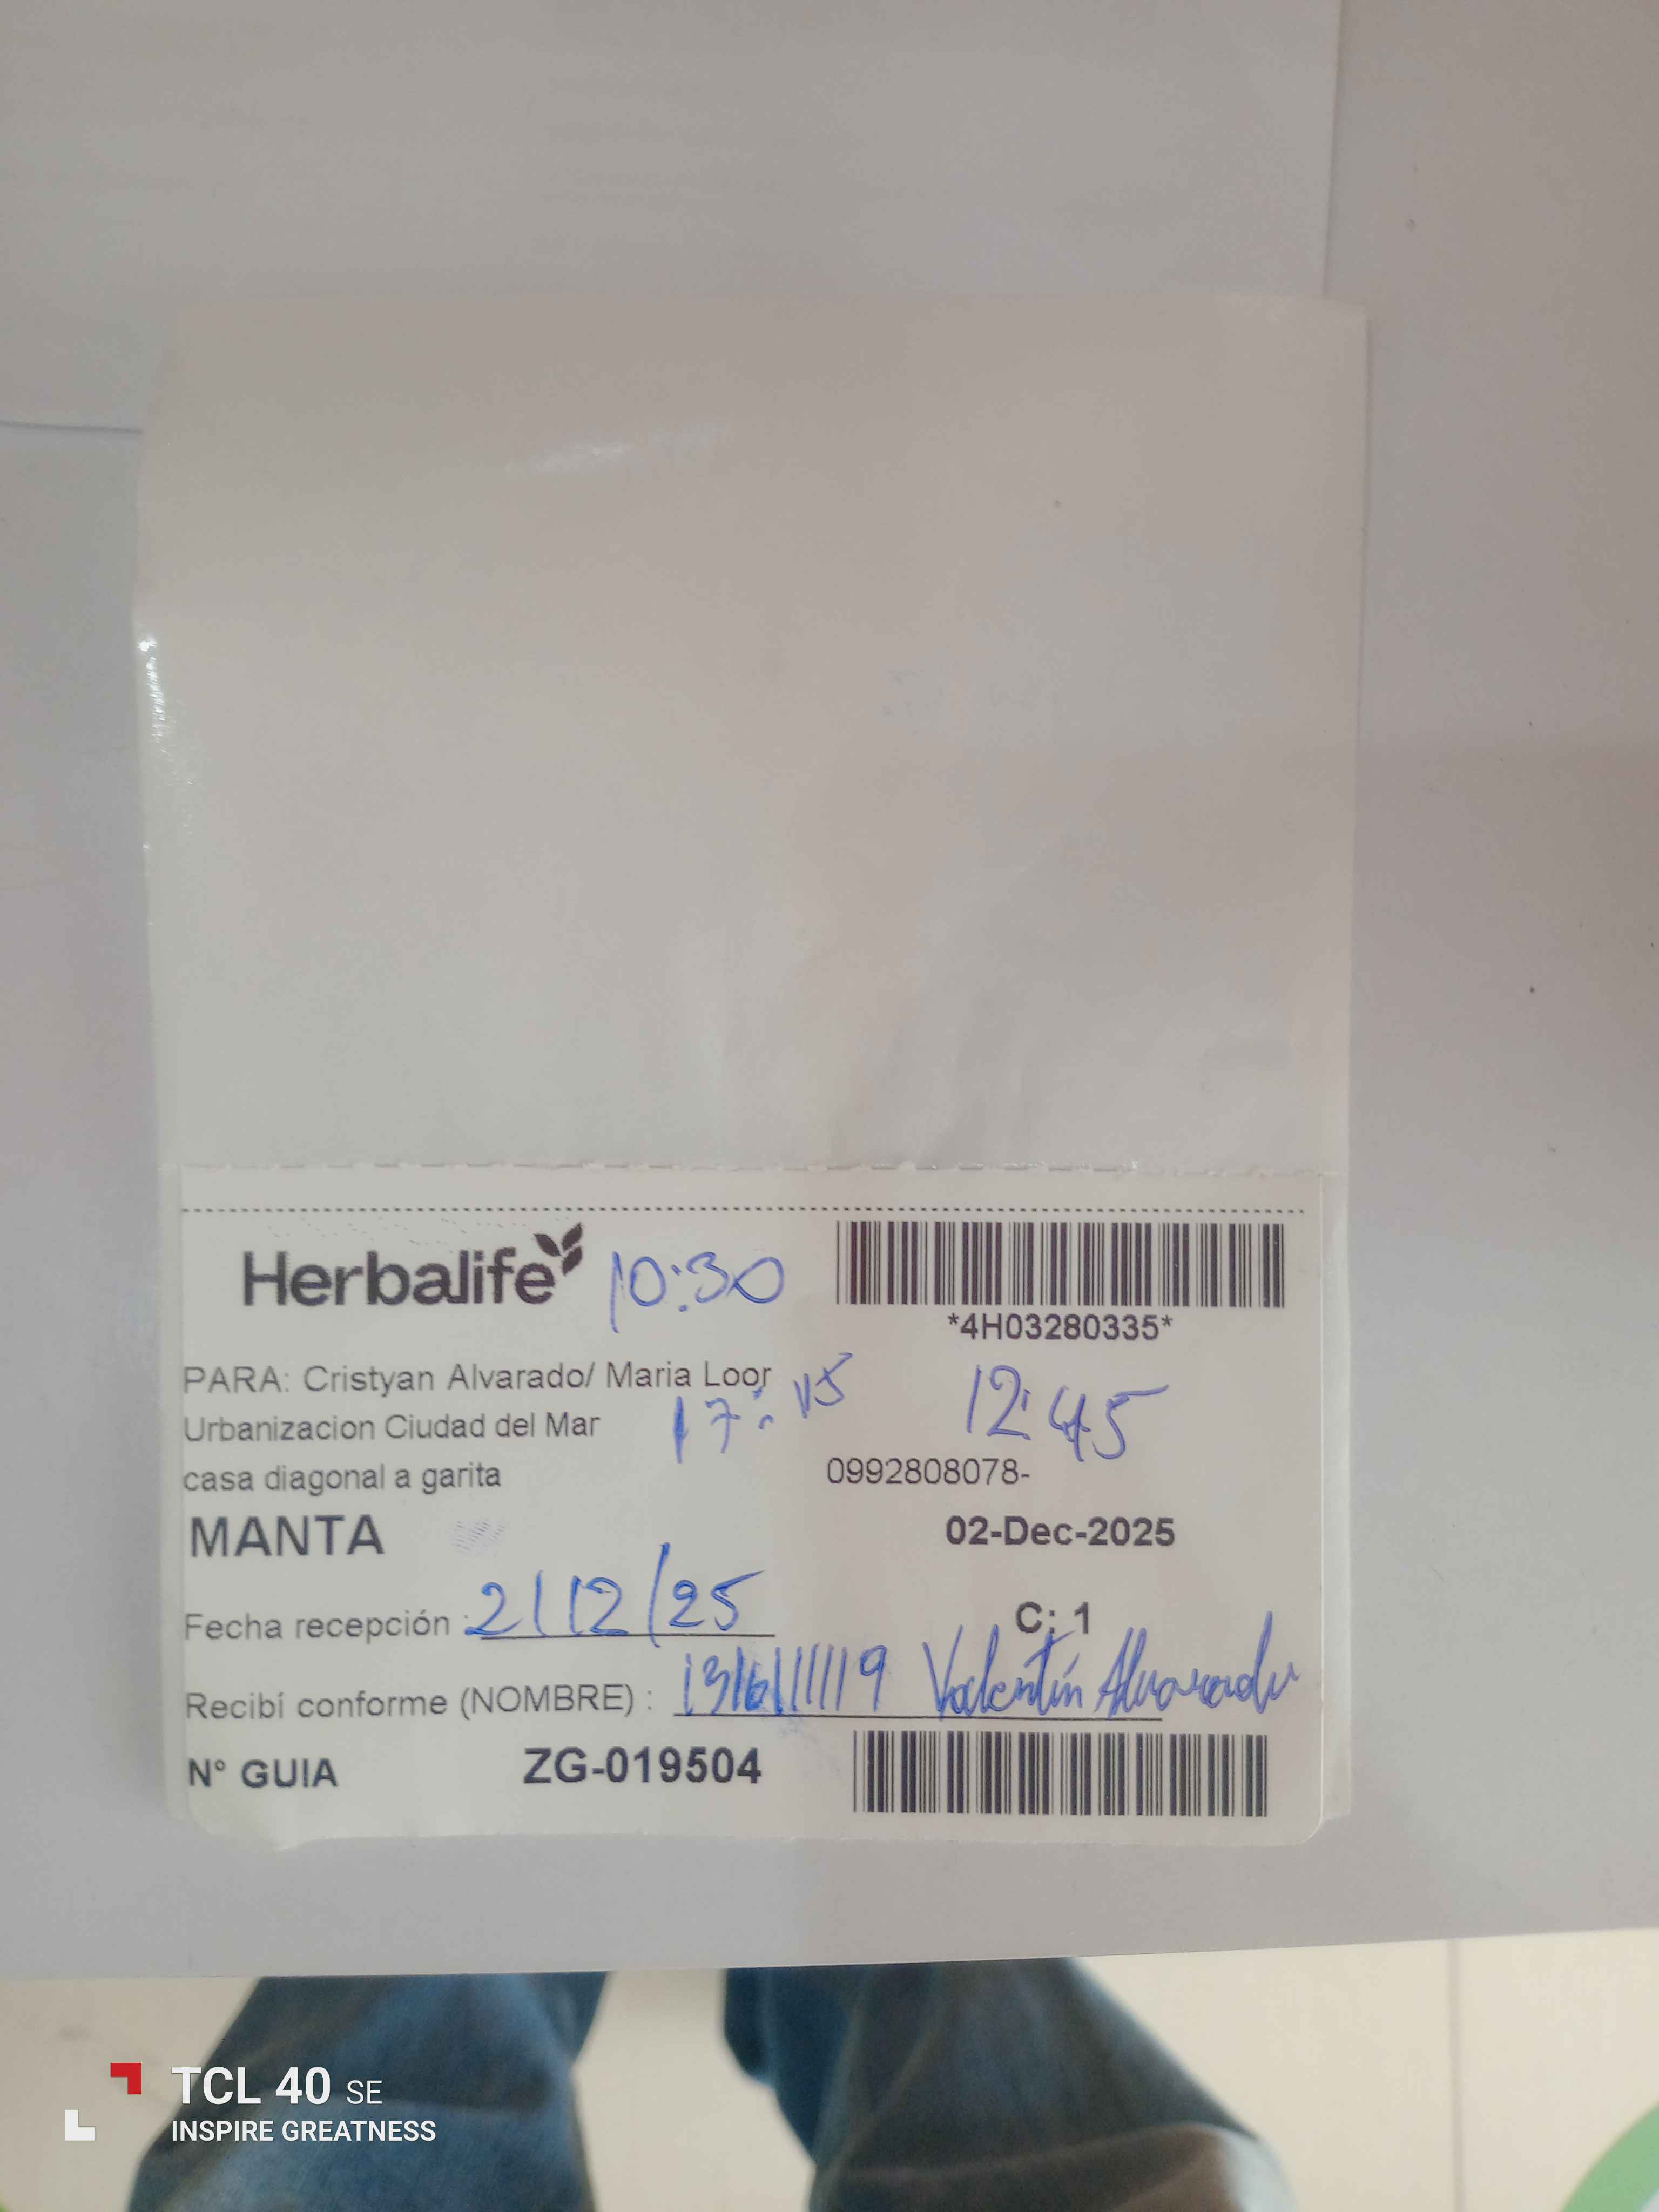 Herbalife 10:30
*4H03280335*
PARA: Cristyan Alvarado/ Maria Loor
17:15 12:45
Urbanizacion Ciudad del Mar
casa diagonal a garita 0992808078-
MANTA 02-Dec-2025
Fecha recepción : 2/12/25 C: 1
Recibí conforme (NOMBRE) : Valentín Alvarado
N° GUIA ZG-019504
TCL 40 SE
INSPIRE GREATNESS